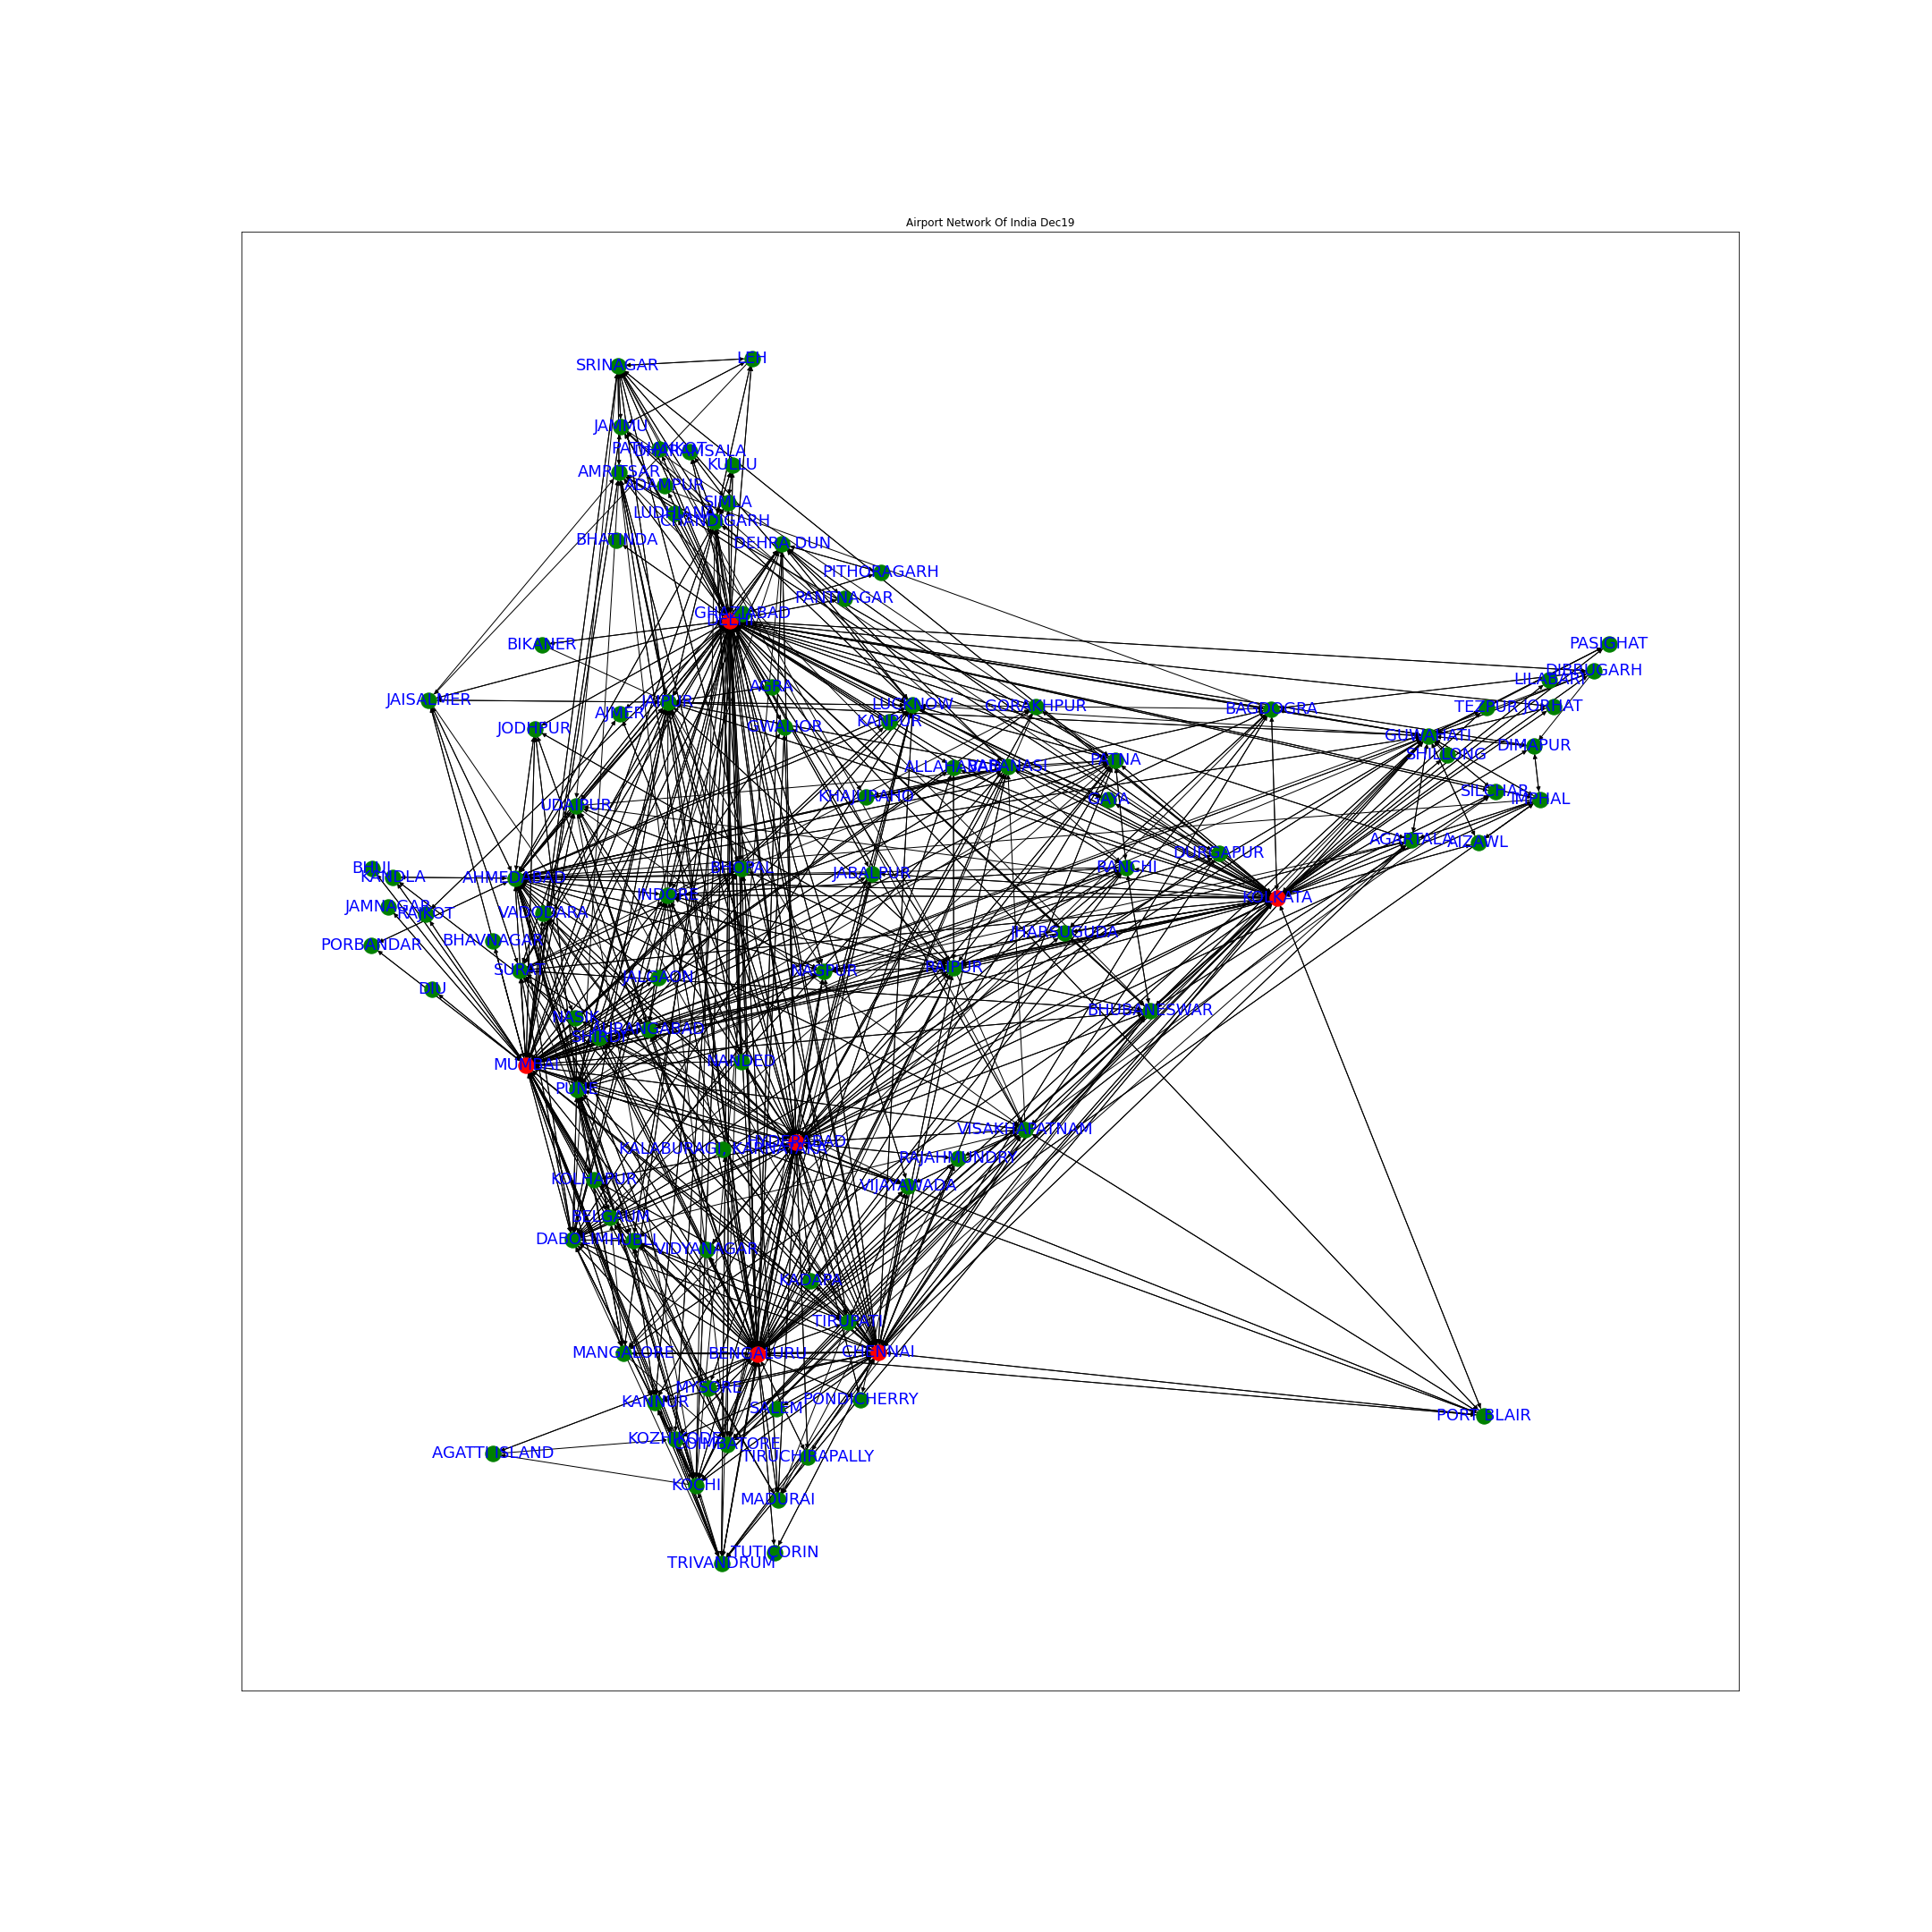 Airport Network Of India Dec19
LEH
SRINAGAR
JAMMU
PATHANKOT
DHARAMSALA
KULLU
AMRITSAR
ADAMPUR
SIMLA
LUDHIANA
CHANDIGARH
BHATINDA
DEHRA DUN
PITHORAGARH
PANTNAGAR
GHAZIABAD
DELHI
BIKANER
PASIGHAT
DIBRUGARH
LILABARI
AGRA
JAISALMER
JAIPUR
LUCKNOW
GORAKHPUR
BAGDOGRA
TEZPUR
JORHAT
AJMER
KANPUR
JODHPUR
GWALIOR
GUWAHATI
DIMAPUR
SHILLONG
PATNA
ALLAHABAD
VARANASI
SILCHAR
KHAJURAHO
GAYA
IMPHAL
UDAIPUR
AGARTALA
AIZAWL
DURGAPUR
BHUJ
BHOPAL
RANCHI
JABALPUR
KANDLA
AHMEDABAD
INDORE
KOLKATA
JAMNAGAR
RAJKOT
VADODARA
JHARSUGUDA
BHAVNAGAR
PORBANDAR
SURAT
NAGPUR
RAIPUR
JALGAON
DIU
BHUBANESWAR
NASIK
AURANGABAD
SHIRDI
MUMBAI
NANDED
PUNE
VISAKHAPATNAM
HYDERABAD
KALABURAGI, KARNATAKA
RAJAHMUNDRY
KOLHAPUR
VIJAYAWADA
BELGAUM
DABOLIM
HUBLI
VIDYANAGAR
KADAPA
TIRUPATI
MANGALORE
BENGALURU
CHENNAI
MYSORE
KANNUR
PONDICHERRY
SALEM
PORT BLAIR
KOZHIKODE
COIMBATORE
AGATTI ISLAND
TIRUCHIRAPALLY
KOCHI
MADURAI
TUTICORIN
TRIVANDRUM